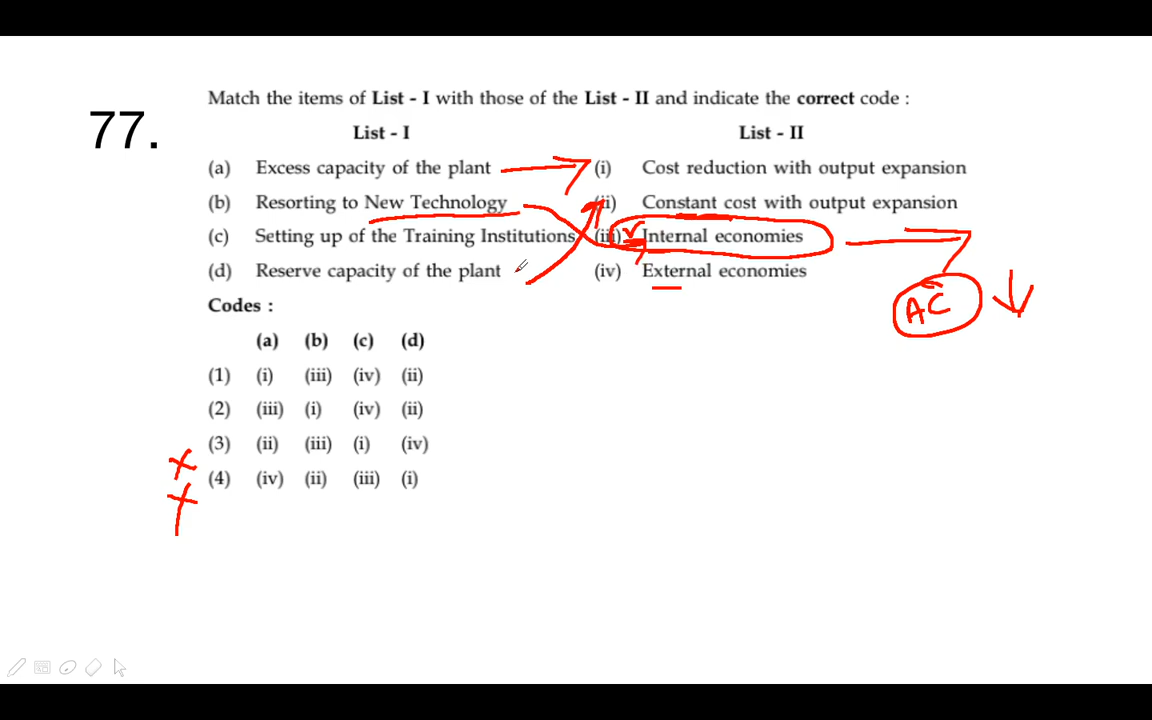 77.
Match the items of List - I with those of the List - II and indicate the correct code :
List - I List - II
(a) Excess capacity of the plant (i) Cost reduction with output expansion
(b) Resorting to New Technology (ii) Constant cost with output expansion
(c) Setting up of the Training Institutions (iii) Internal economies
(d) Reserve capacity of the plant (iv) External economies
AC
Codes :
(a) (b) (c) (d)
(1) (i) (iii) (iv) (ii)
(2) (iii) (i) (iv) (ii)
(3) (ii) (iii) (i) (iv)
(4) (iv) (ii) (iii) (i)